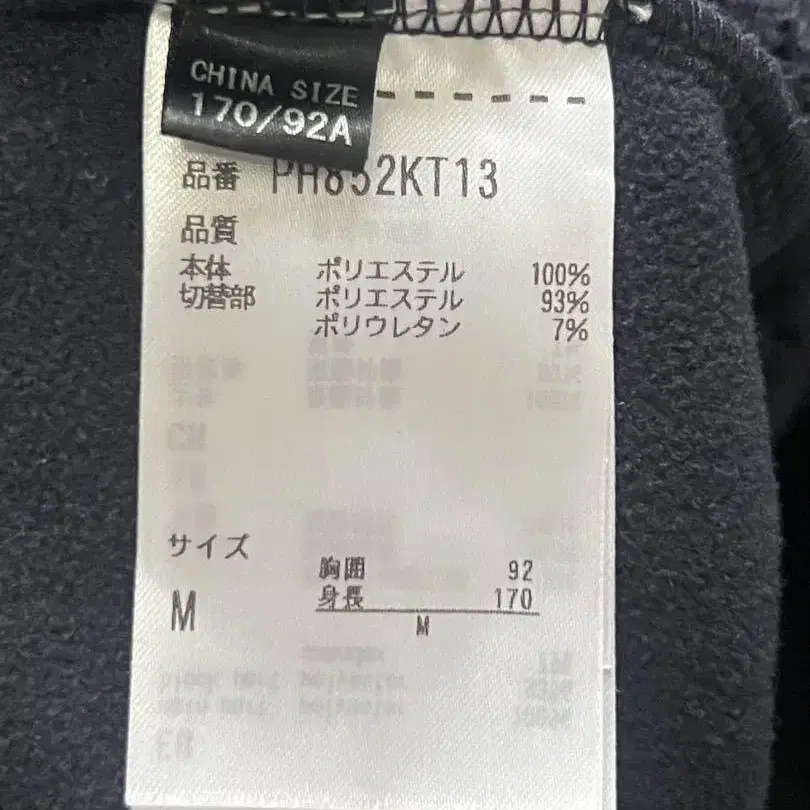 CHINA SIZE
170/92A
品番 PH852KT13
品質
本体 ポリエステル 100%
切替部 ポリエステル 93%
ポリウレタン 7%
サイズ
M
胸囲 92
身長 170
M